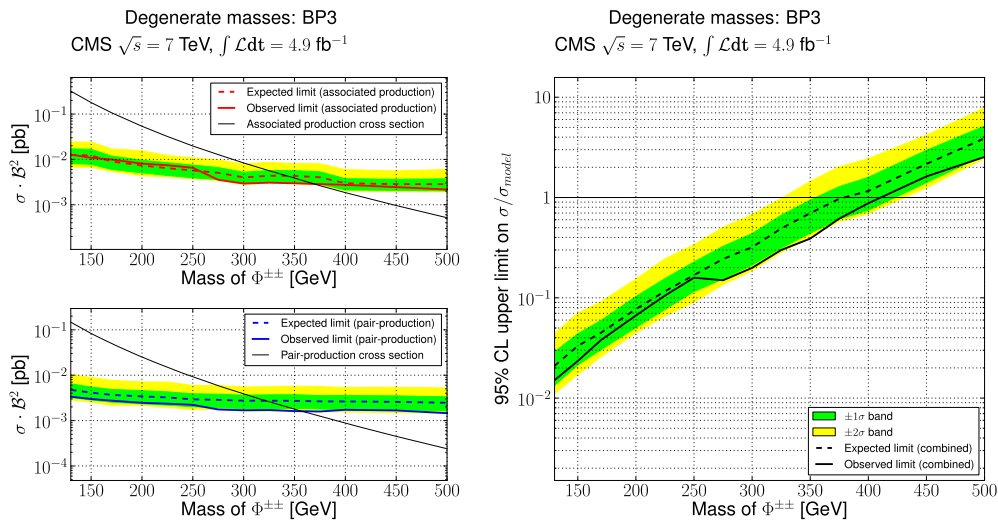 Degenerate masses: BP3
CMS √s = 7 TeV, ∫ℒdt = 4.9 fb⁻¹
σ · ℬ² [pb]
10⁻¹
10⁻²
10⁻³
Expected limit (associated production)
Observed limit (associated production)
Associated production cross section
150 200 250 300 350 400 450 500
Mass of Φ±± [GeV]
σ · ℬ² [pb]
10⁻¹
10⁻²
10⁻³
10⁻⁴
Expected limit (pair-production)
Observed limit (pair-production)
Pair-production cross section
150 200 250 300 350 400 450 500
Mass of Φ±± [GeV]
Degenerate masses: BP3
CMS √s = 7 TeV, ∫ℒdt = 4.9 fb⁻¹
95% CL upper limit on σ/σ_model
10
1
10⁻¹
10⁻²
±1σ band
±2σ band
Expected limit (combined)
Observed limit (combined)
150 200 250 300 350 400 450 500
Mass of Φ±± [GeV]